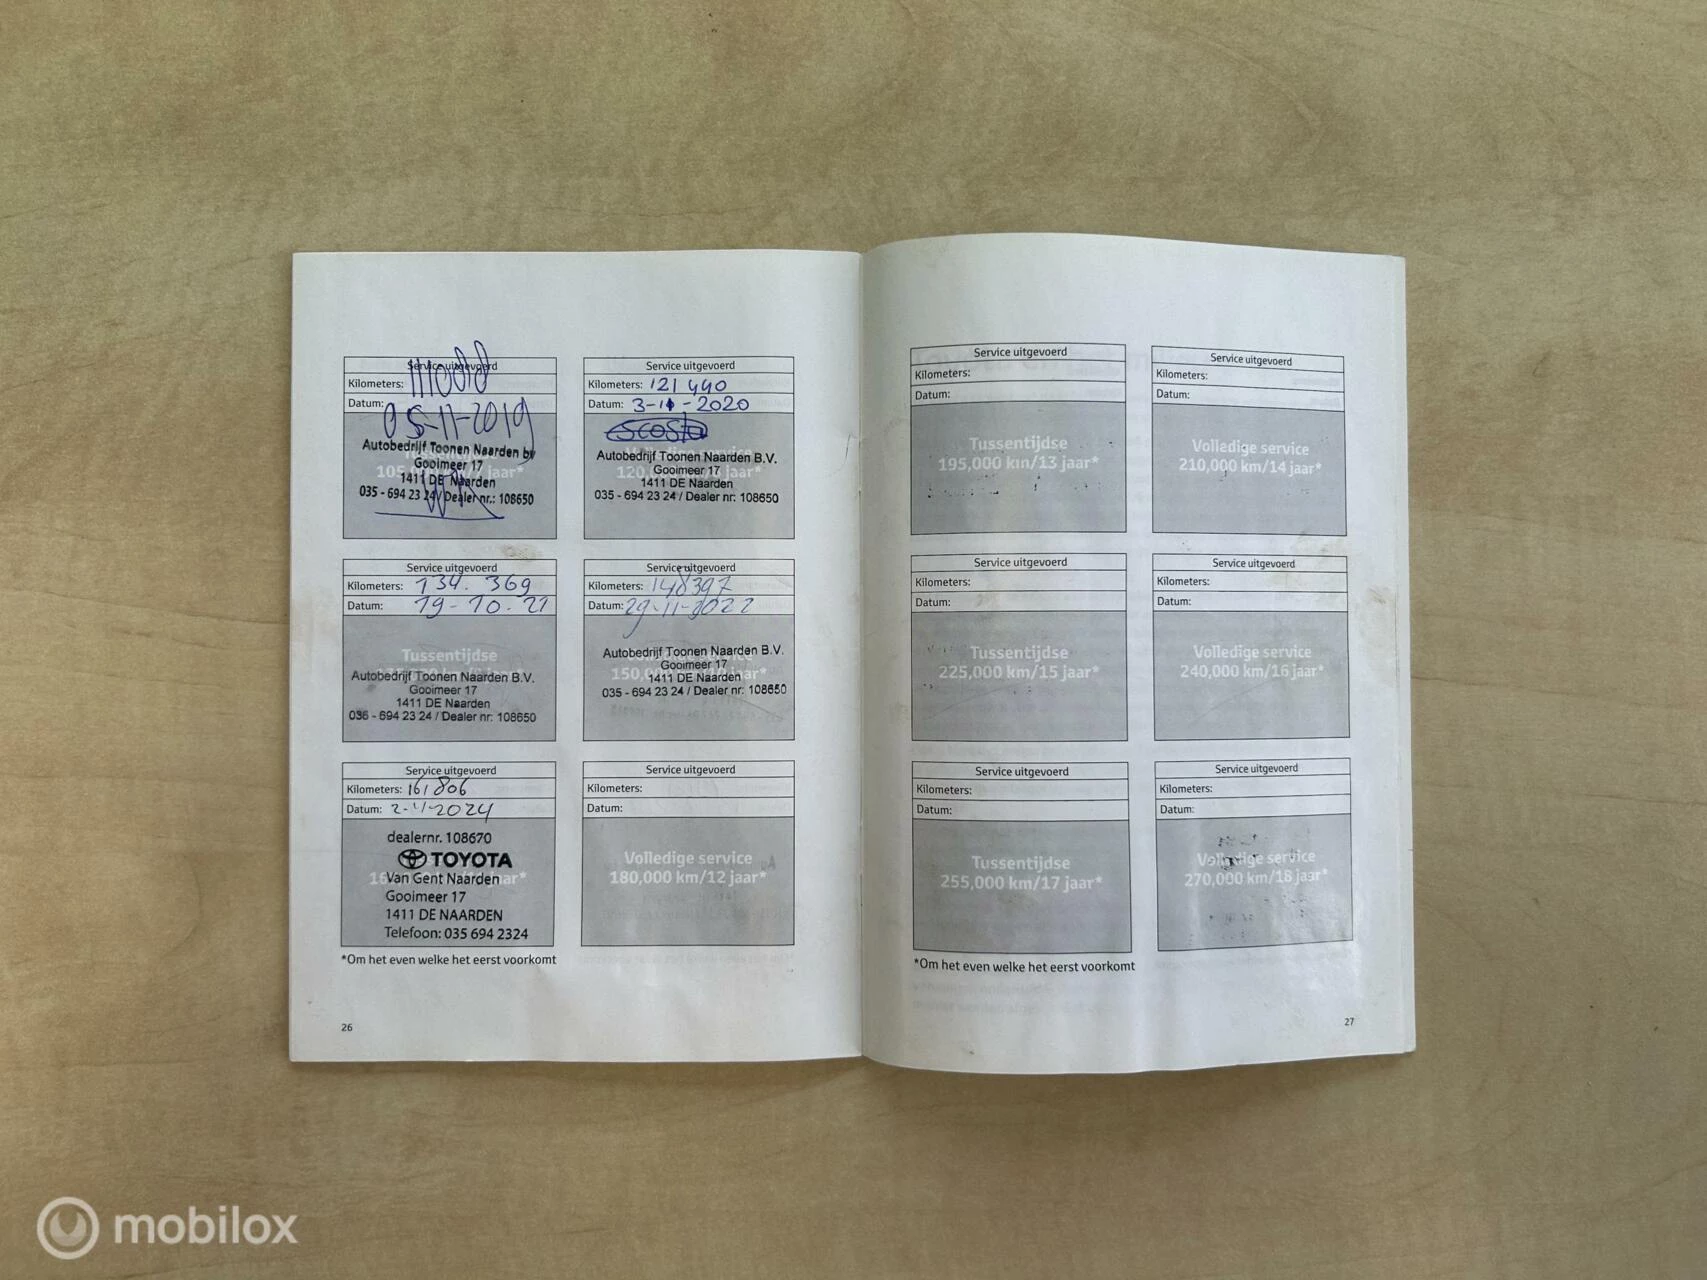 Service uitgevoerd
Kilometers:
Datum: 05-11-2019
Autobedrijf Toonen Naarden bv
Gooimeer 17
105,
jaar*
1411 DE Naarden
035 - 694 23 24 / Dealer nr.: 108650
Service uitgevoerd
Kilometers: 121 440
Datum: 3-11-2020
Autobedrijf Toonen Naarden B.V.
Gooimeer 17
120,
jaar*
1411 DE Naarden
035 - 694 23 24 / Dealer nr: 108650
Service uitgevoerd
Kilometers: 134.369
Datum: 19-10.21
Tussentijdse
Autobedrijf Toonen Naarden B.V.
Gooimeer 17
1411 DE Naarden
035 - 694 23 24 / Dealer nr: 108650
Service uitgevoerd
Kilometers: 148397
Datum: 29-11-2022
Autobedrijf Toonen Naarden B.V.
Gooimeer 17
150,
jaar*
1411 DE Naarden
035 - 694 23 24 / Dealer nr: 108650
Service uitgevoerd
Kilometers: 161806
Datum: 2-1-2024
dealernr. 108670
TOYOTA
Van Gent Naarden
Gooimeer 17
1411 DE NAARDEN
Telefoon: 035 694 2324
Service uitgevoerd
Kilometers:
Datum:
Volledige service
180,000 km/12 jaar*
*Om het even welke het eerst voorkomt
26
Service uitgevoerd
Kilometers:
Datum:
Tussentijdse
195,000 km/13 jaar*
Service uitgevoerd
Kilometers:
Datum:
Volledige service
210,000 km/14 jaar*
Service uitgevoerd
Kilometers:
Datum:
Tussentijdse
225,000 km/15 jaar*
Service uitgevoerd
Kilometers:
Datum:
Volledige service
240,000 km/16 jaar*
Service uitgevoerd
Kilometers:
Datum:
Tussentijdse
255,000 km/17 jaar*
Service uitgevoerd
Kilometers:
Datum:
Volledige service
270,000 km/18 jaar*
*Om het even welke het eerst voorkomt
27
mobilox